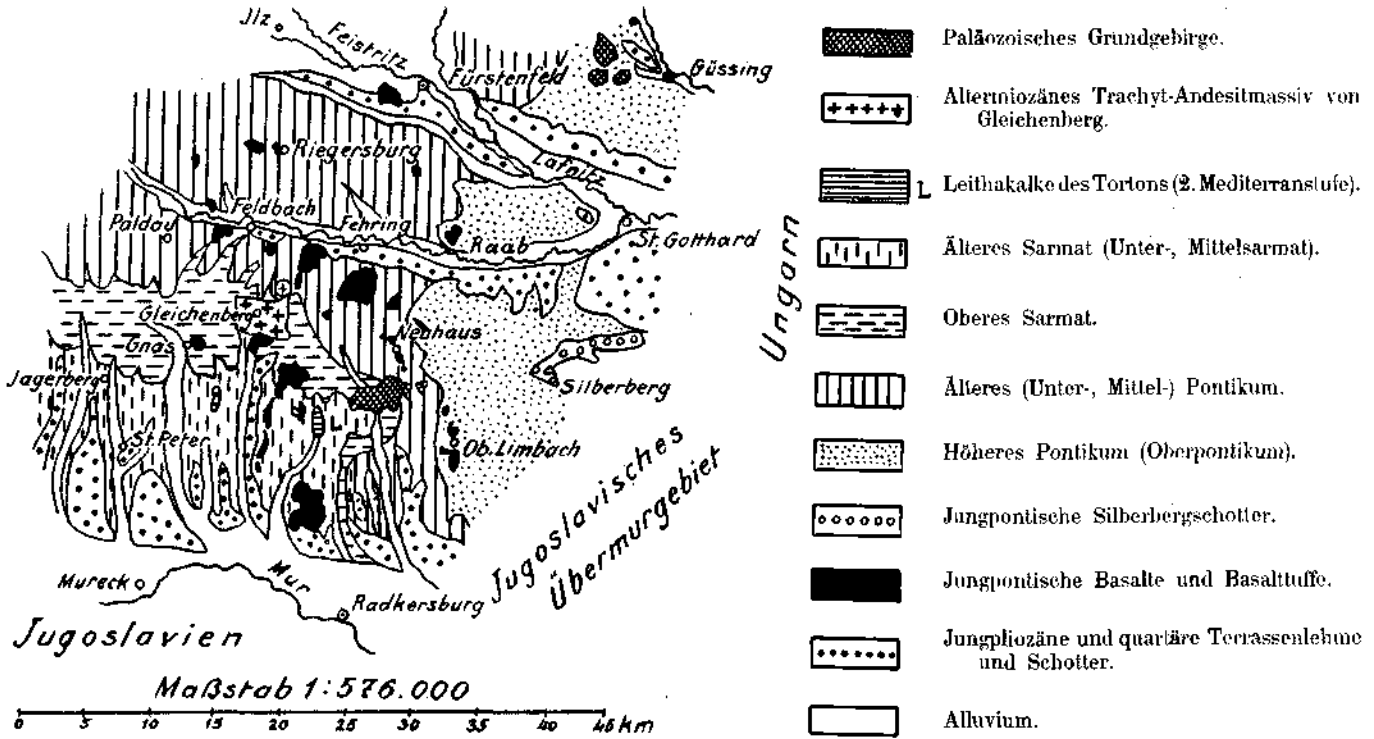 Jlz
Feistritz
Fürstenfeld
Güssing
Riegersburg
Lafnitz
Feldbach
Paldau
Fehring
Raab
St. Gotthard
Gleichenberg
Neuhaus
Gnas
Jagerberg
Silberberg
L
St. Peter
Ob. Limbach
Mureck
Mur
Radkersburg
Ungarn
Jugoslavisches
Übermurgebiet
Jugoslavien
Maßstab 1:576.000
0 5 10 15 20 25 30 35 40 45 km
Paläozoisches Grundgebirge.
Altermiozänes Trachyt-Andesitmassiv von
Gleichenberg.
L Leithakalke des Tortons (2. Mediterranstufe).
Älteres Sarmat (Unter-, Mittelsarmat).
Oberes Sarmat.
Älteres (Unter-, Mittel-) Pontikum.
Höheres Pontikum (Oberpontikum).
Jungpontische Silberbergschotter.
Jungpontische Basalte und Basalttuffe.
Jungpliozäne und quartäre Terrassenlehme
und Schotter.
Alluvium.